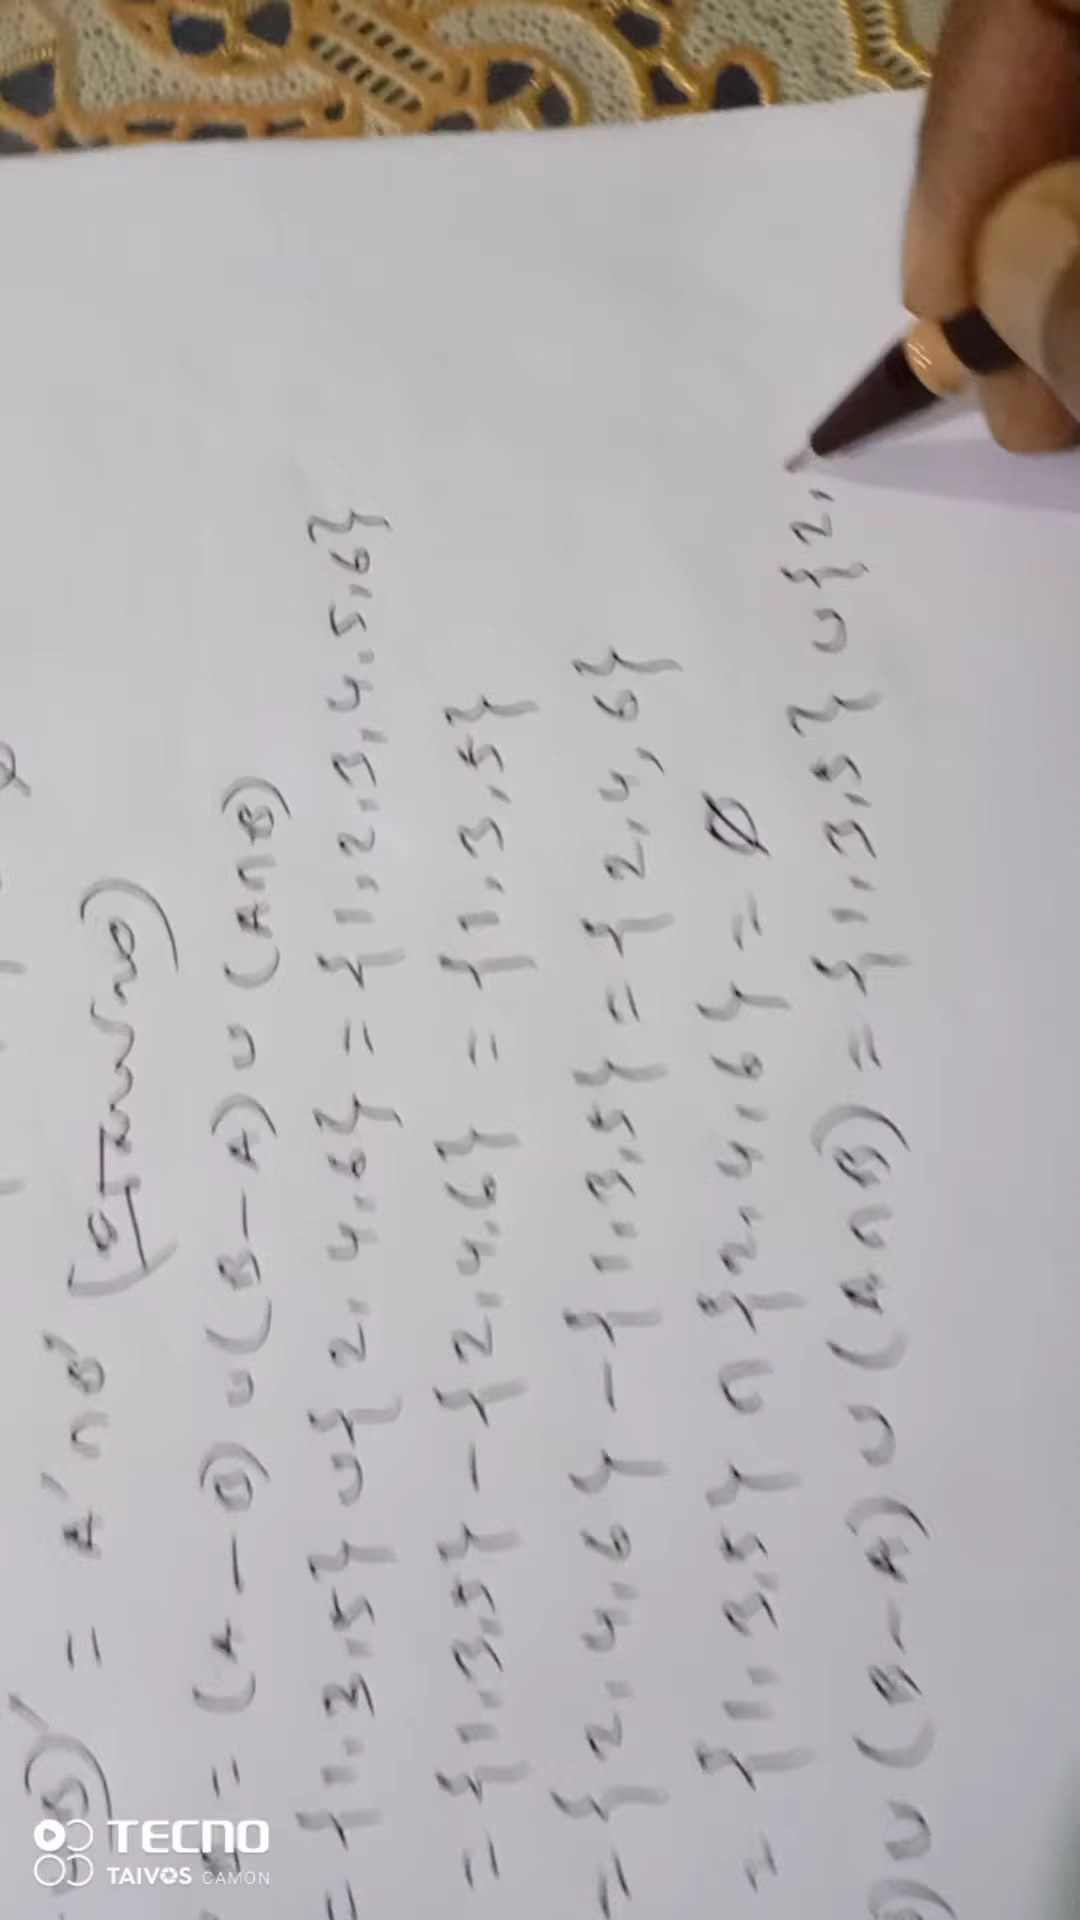 B)' = A'∩B' (প্রমাণিত)
= (A-B)∪(B-A)∪(A∩B)
= {1,3,5}∪{2,4,6} = {1,2,3,4,5,6}
= {1,3,5}-{2,4,6} = {1,3,5}
= {2,4,6}-{1,3,5} = {2,4,6}
= {1,3,5}∩{2,4,6} = ∅
)∪(B-A)∪(A∩B) = {1,3,5}∪{2,
TECNO
TAIVOS CAMON